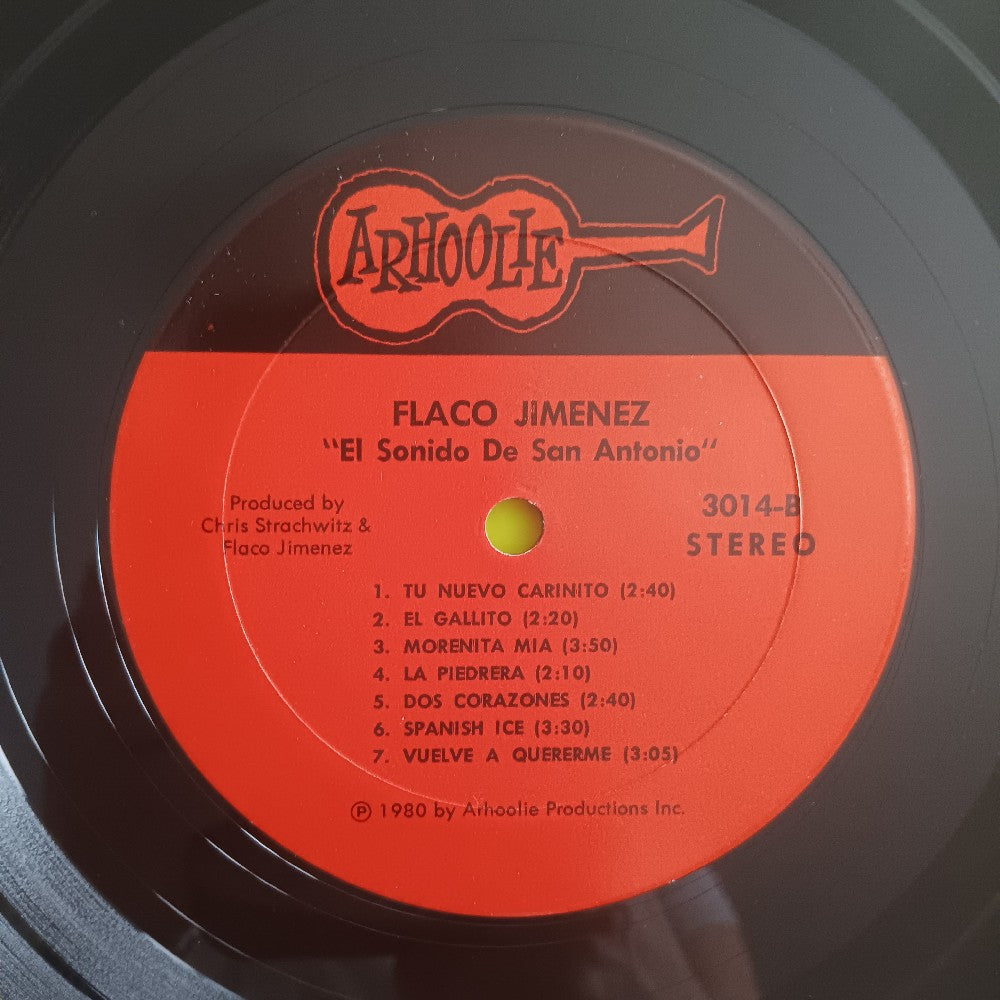 ARHOOLIE
FLACO JIMENEZ
"El Sonido De San Antonio"
Produced by
Chris Strachwitz &
Flaco Jimenez
3014-B
STEREO
1. TU NUEVO CARINITO (2:40)
2. EL GALLITO (2:20)
3. MORENITA MIA (3:50)
4. LA PIEDRERA (2:10)
5. DOS CORAZONES (2:40)
6. SPANISH ICE (3:30)
7. VUELVE A QUERERME (3:05)
℗ 1980 by Arhoolie Productions Inc.